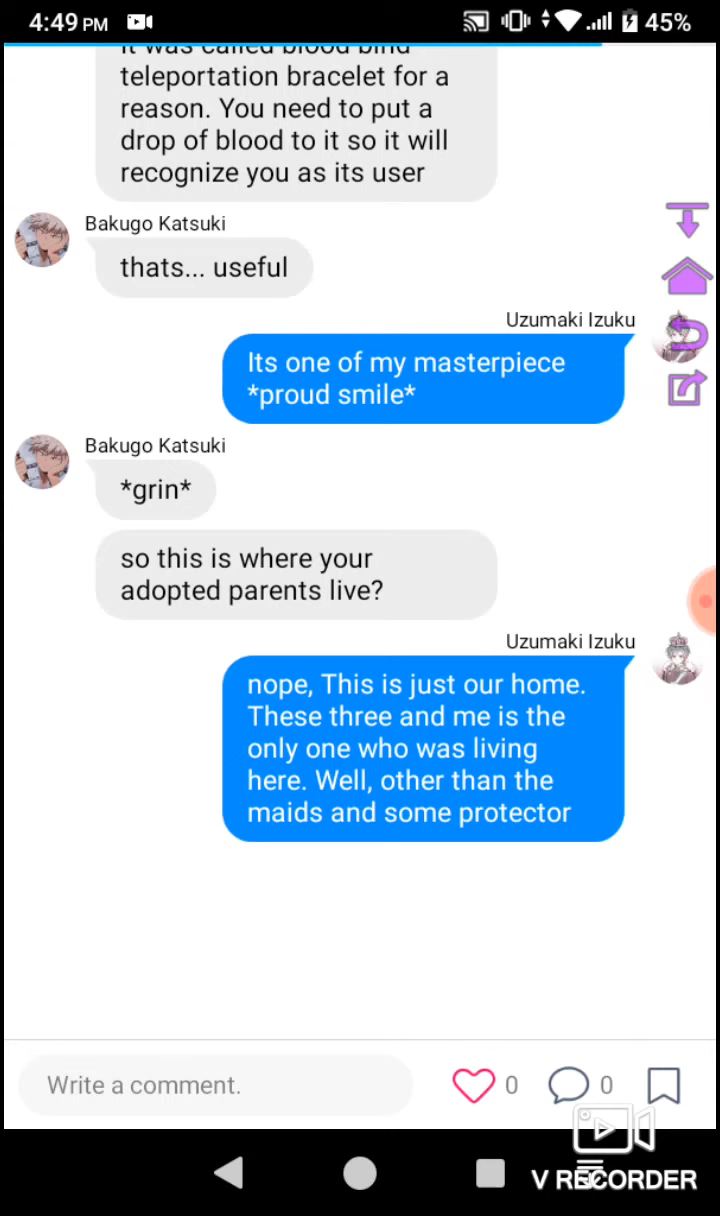 4:49 PM
45%
it was called blood bind
teleportation bracelet for a
reason. You need to put a
drop of blood to it so it will
recognize you as its user
Bakugo Katsuki
thats... useful
Uzumaki Izuku
Its one of my masterpiece
*proud smile*
Bakugo Katsuki
*grin*
so this is where your
adopted parents live?
Uzumaki Izuku
nope, This is just our home.
These three and me is the
only one who was living
here. Well, other than the
maids and some protector
Write a comment.
0
0
V RECORDER